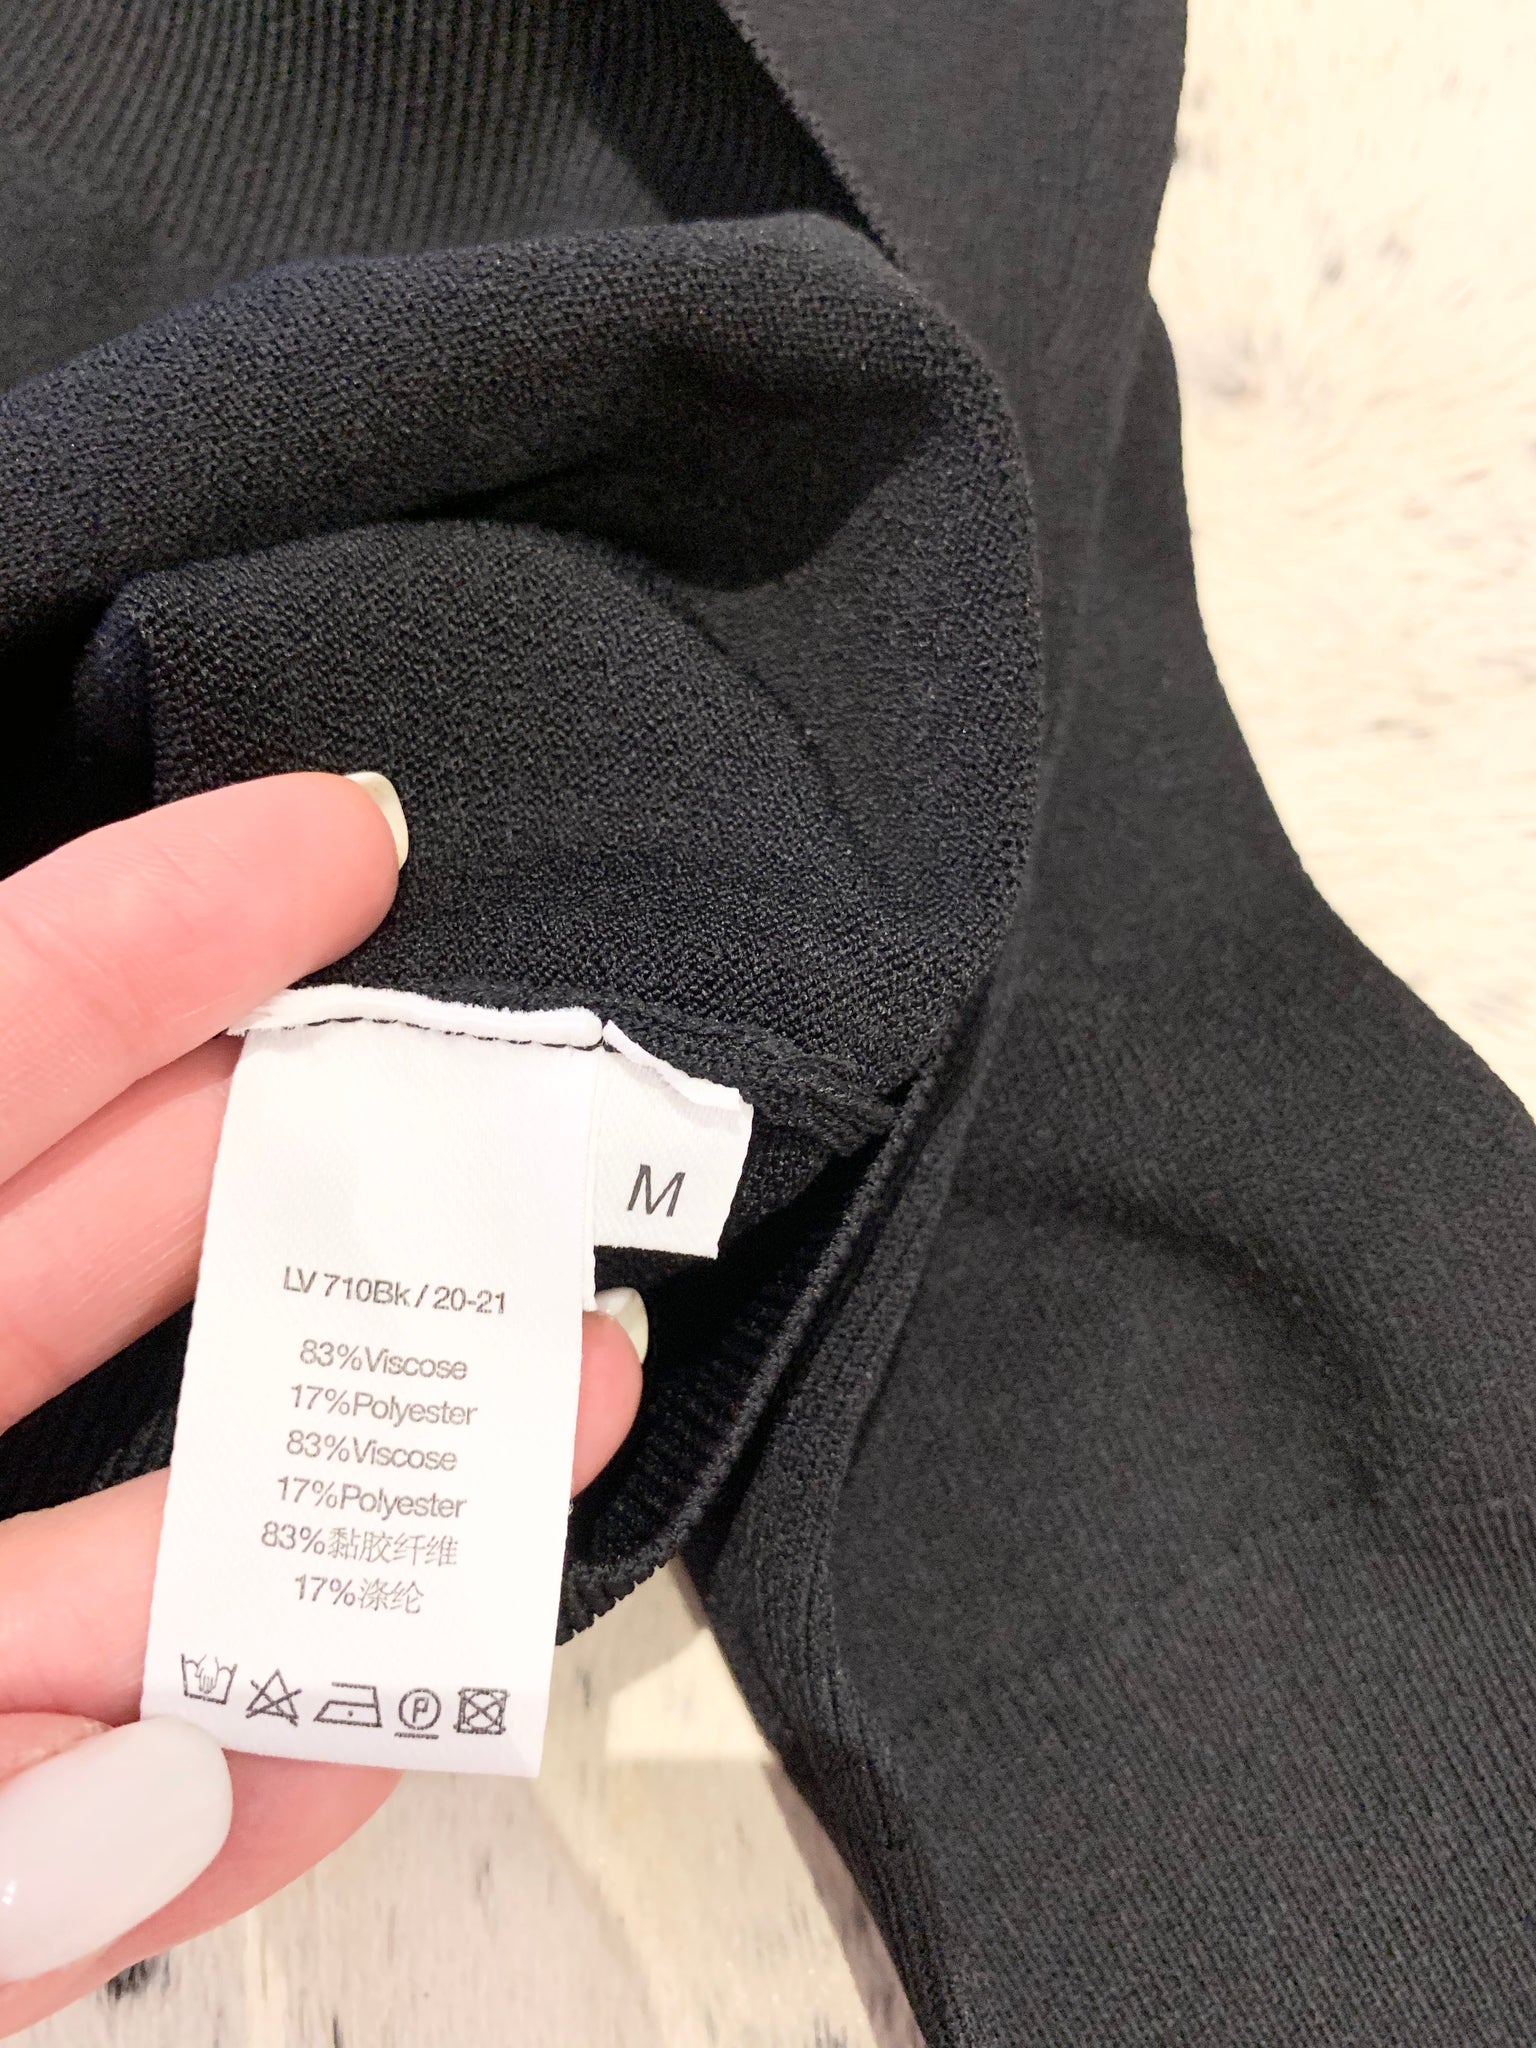 M
LV 710Bk / 20-21
83%Viscose
17%Polyester
83%Viscose
17%Polyester
83%黏胶纤维
17%涤纶
P